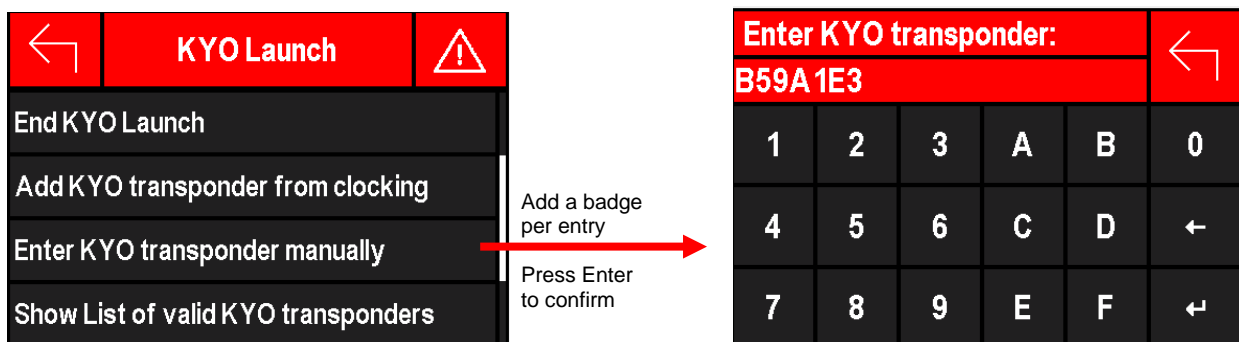 KYO Launch
End KYO Launch
Add KYO transponder from clocking
Enter KYO transponder manually
Show List of valid KYO transponders
Add a badge
per entry
Press Enter
to confirm
Enter KYO transponder:
B59A1E3
1 2 3 A B 0
4 5 6 C D ←
7 8 9 E F ↵